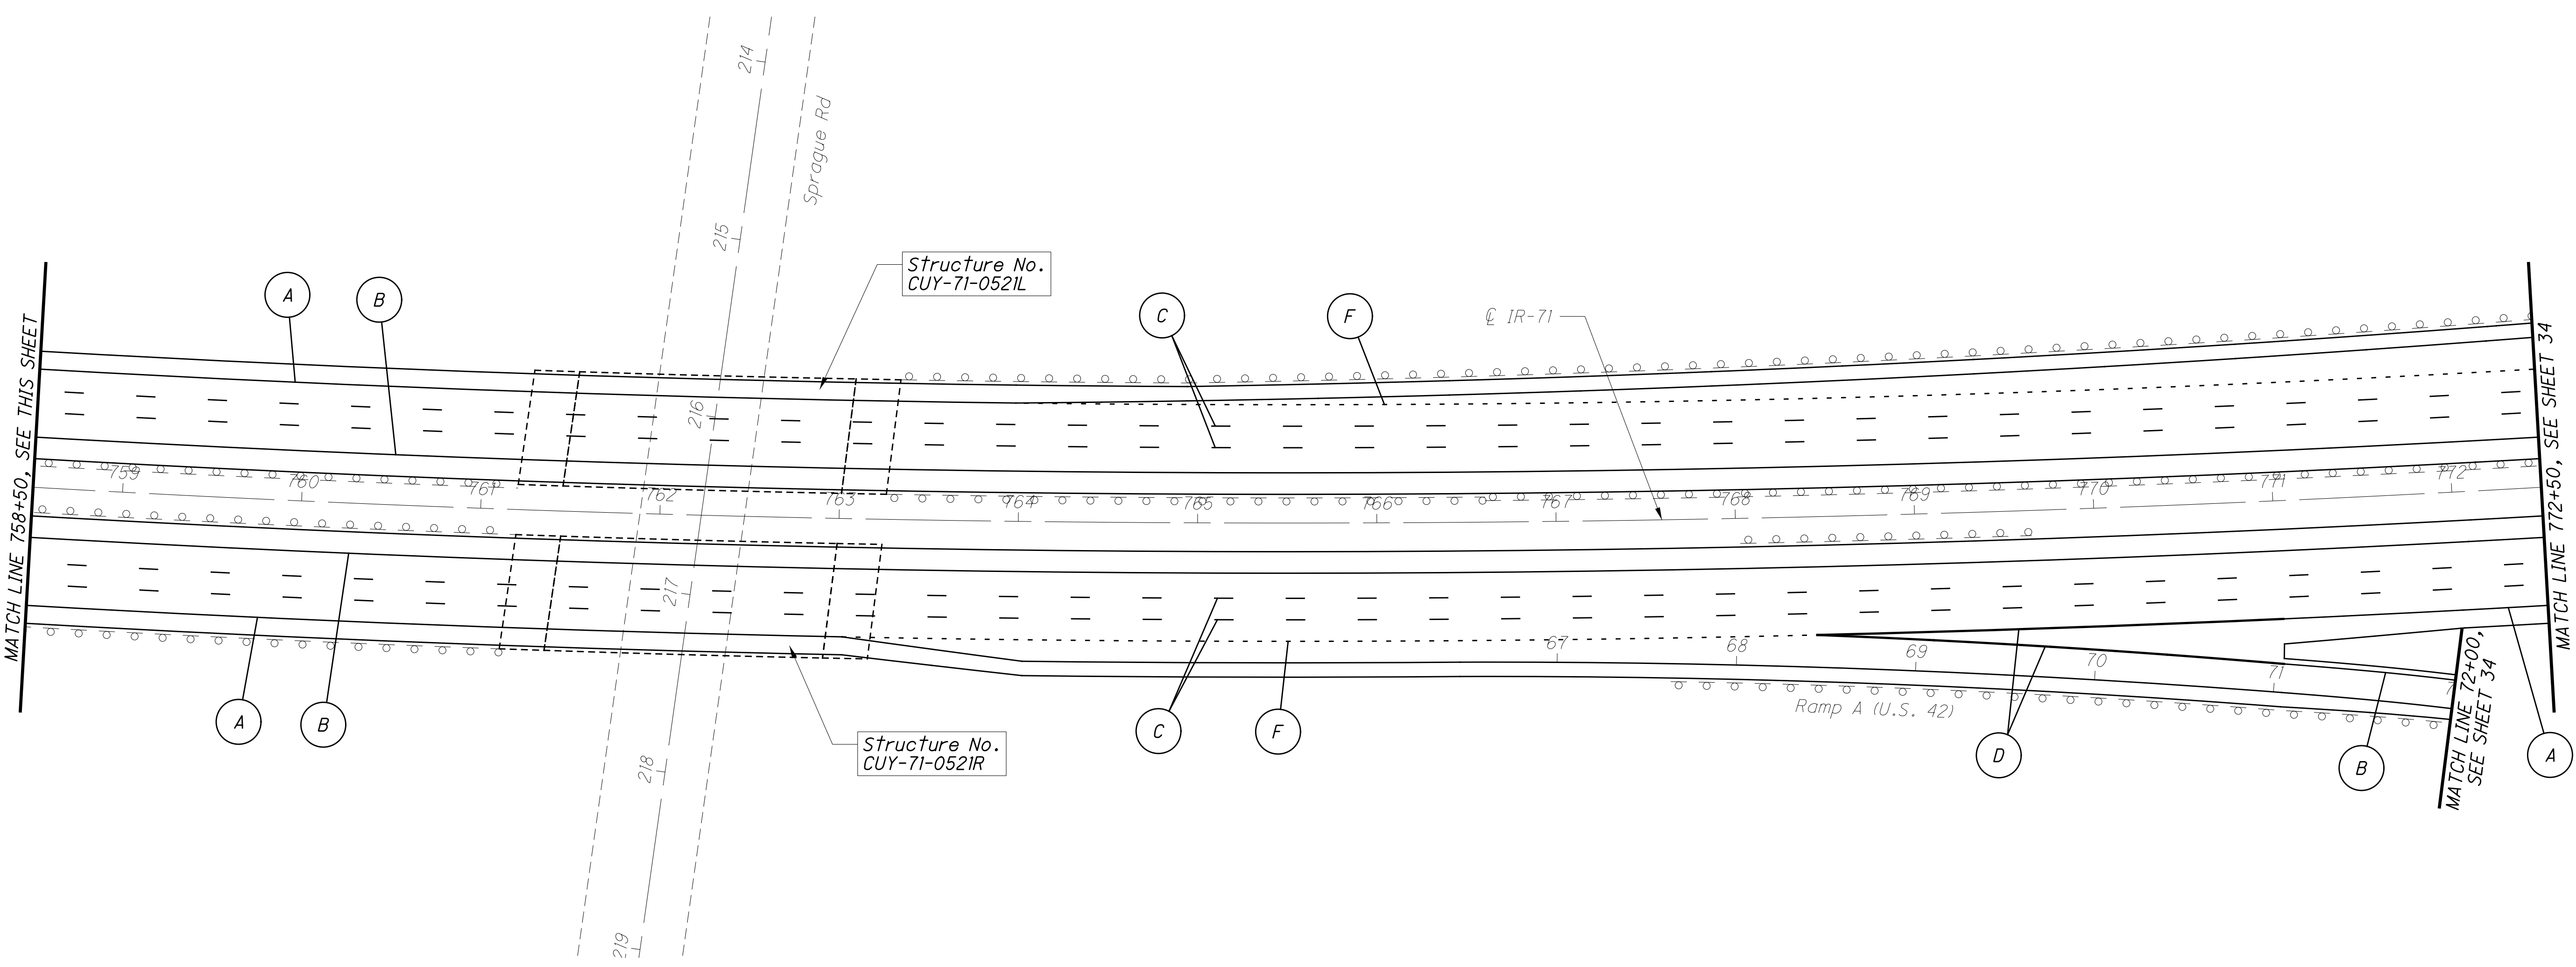 214
Sprague Rd
215
Structure No.
CUY-71-0521L
A
B
C
F
℄ IR-71
MATCH LINE 758+50, SEE THIS SHEET
MATCH LINE 772+50, SEE SHEET 34
216
759
760
761
762
763
764
765
766
767
768
769
770
771
772
217
67
68
69
70
71
Ramp A (U.S. 42)
A
B
Structure No.
CUY-71-0521R
C
F
D
B
A
MATCH LINE 72+00,
SEE SHEET 34
218
219